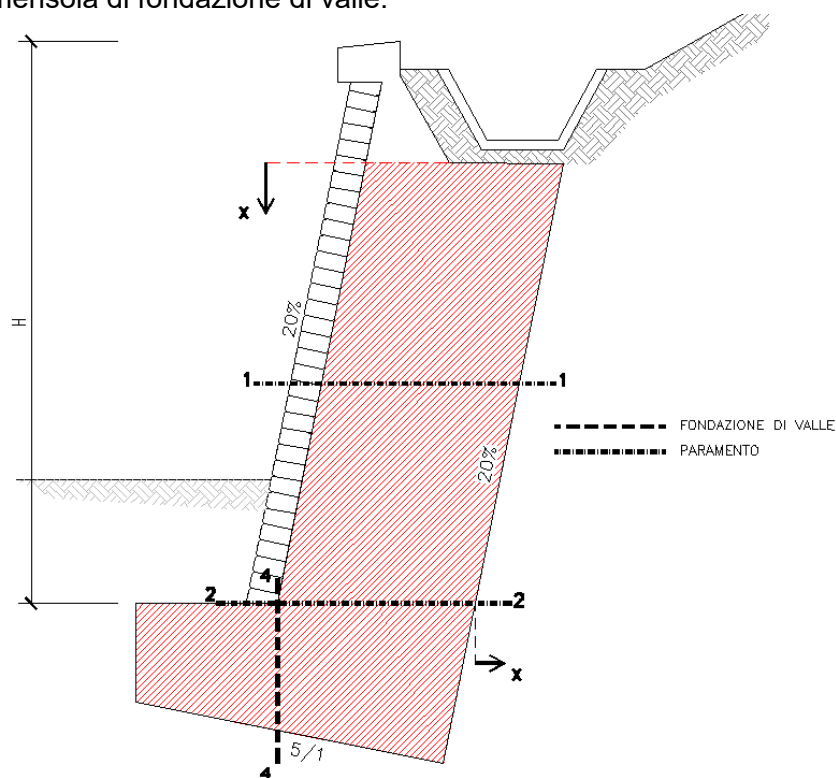 mensola di fondazione di valle.
x
H
20%
1
1
20%
FONDAZIONE DI VALLE
PARAMENTO
4
2
2
x
5/1
4